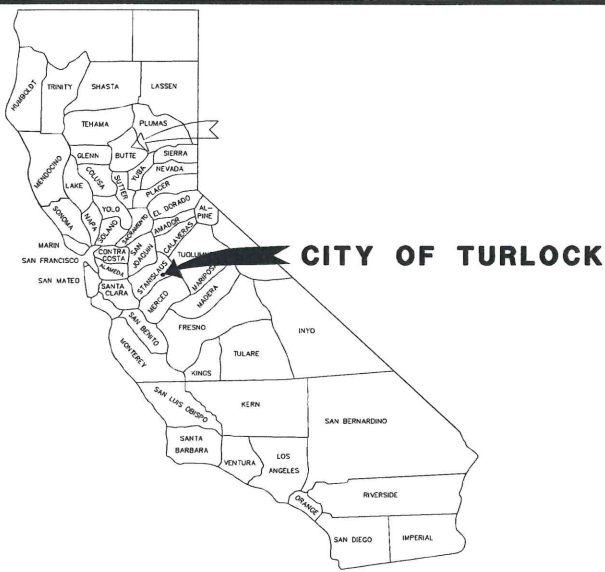 HUMBOLDT
TRINITY
SHASTA
LASSEN
TEHAMA
PLUMAS
MENDOCINO
GLENN
BUTTE
SIERRA
NEVADA
YUBA
COLUSA
SUTTER
PLACER
LAKE
SONOMA
NAPA
YOLO
SOLANO
SACRAMENTO
EL DORADO
AL-
PINE
AMADOR
CALAVERAS
MARIN
CONTRA
COSTA
SAN
JOAQUIN
TUOLUM
SAN FRANCISCO
ALAMEDA
STANISLAUS
CITY OF TURLOCK
SAN MATEO
SANTA
CLARA
MERCED
MARIPOSA
MADERA
SAN BENITO
FRESNO
INYO
MONTEREY
TULARE
KINGS
SAN LUIS OBISPO
KERN
SAN BERNARDINO
SANTA
BARBARA
VENTURA
LOS
ANGELES
ORANGE
RIVERSIDE
SAN DIEGO
IMPERIAL